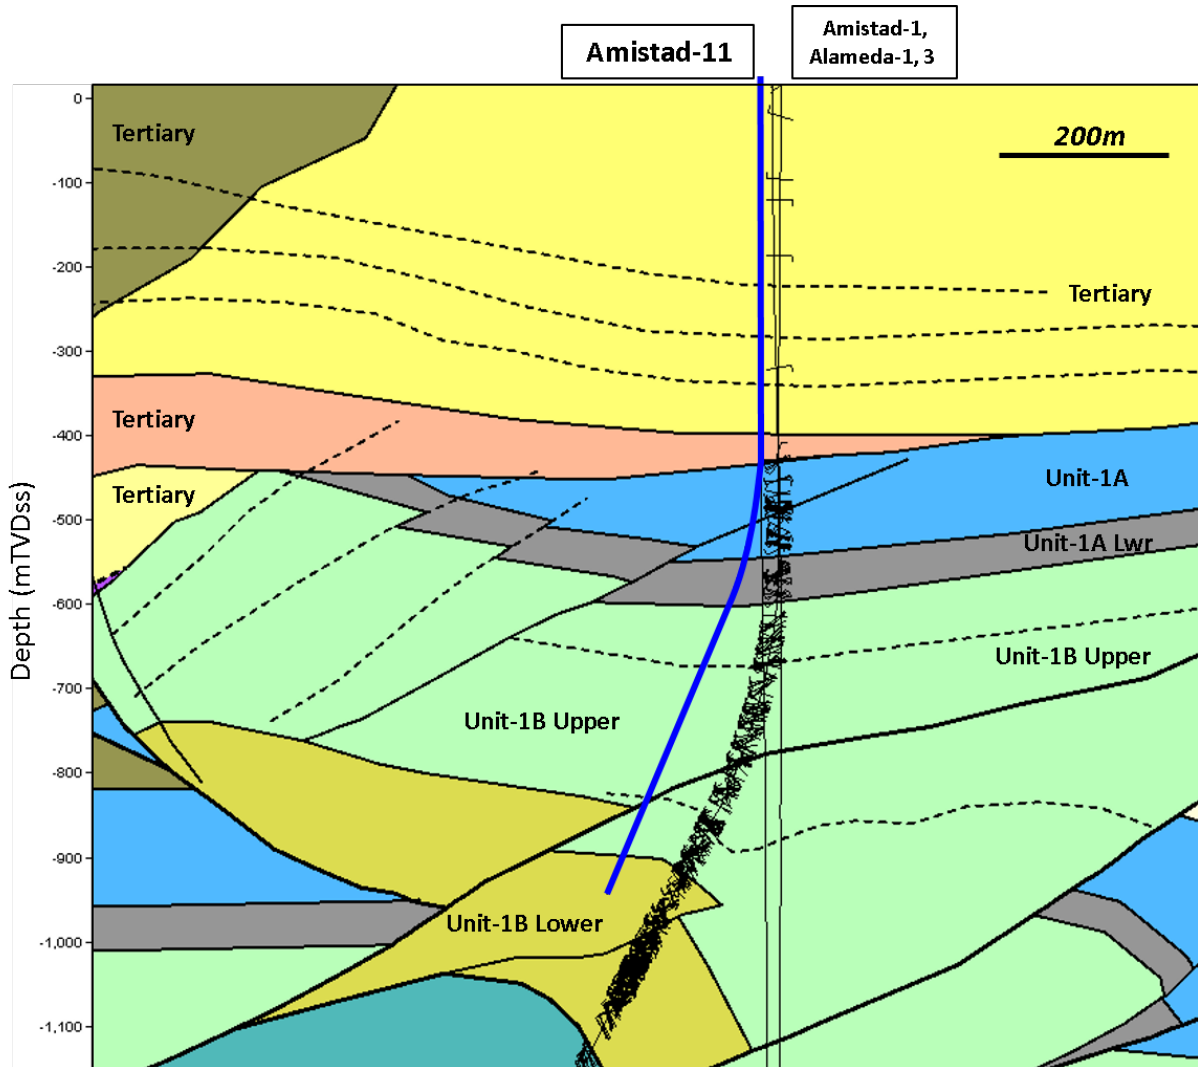 Amistad-11
Amistad-1,
Alameda-1, 3
0
Tertiary
200m
-100
-200
Tertiary
-300
Tertiary
-400
Unit-1A
Tertiary
-500
Unit-1A Lwr
-600
Depth (mTVDss)
Unit-1B Upper
-700
Unit-1B Upper
-800
-900
Unit-1B Lower
-1,000
-1,100